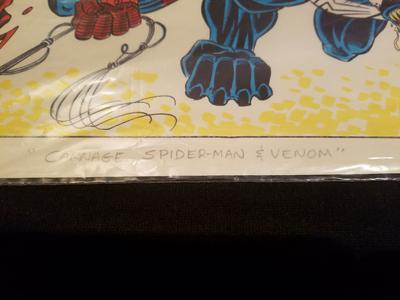 "CARNAGE SPIDER-MAN & VENOM"